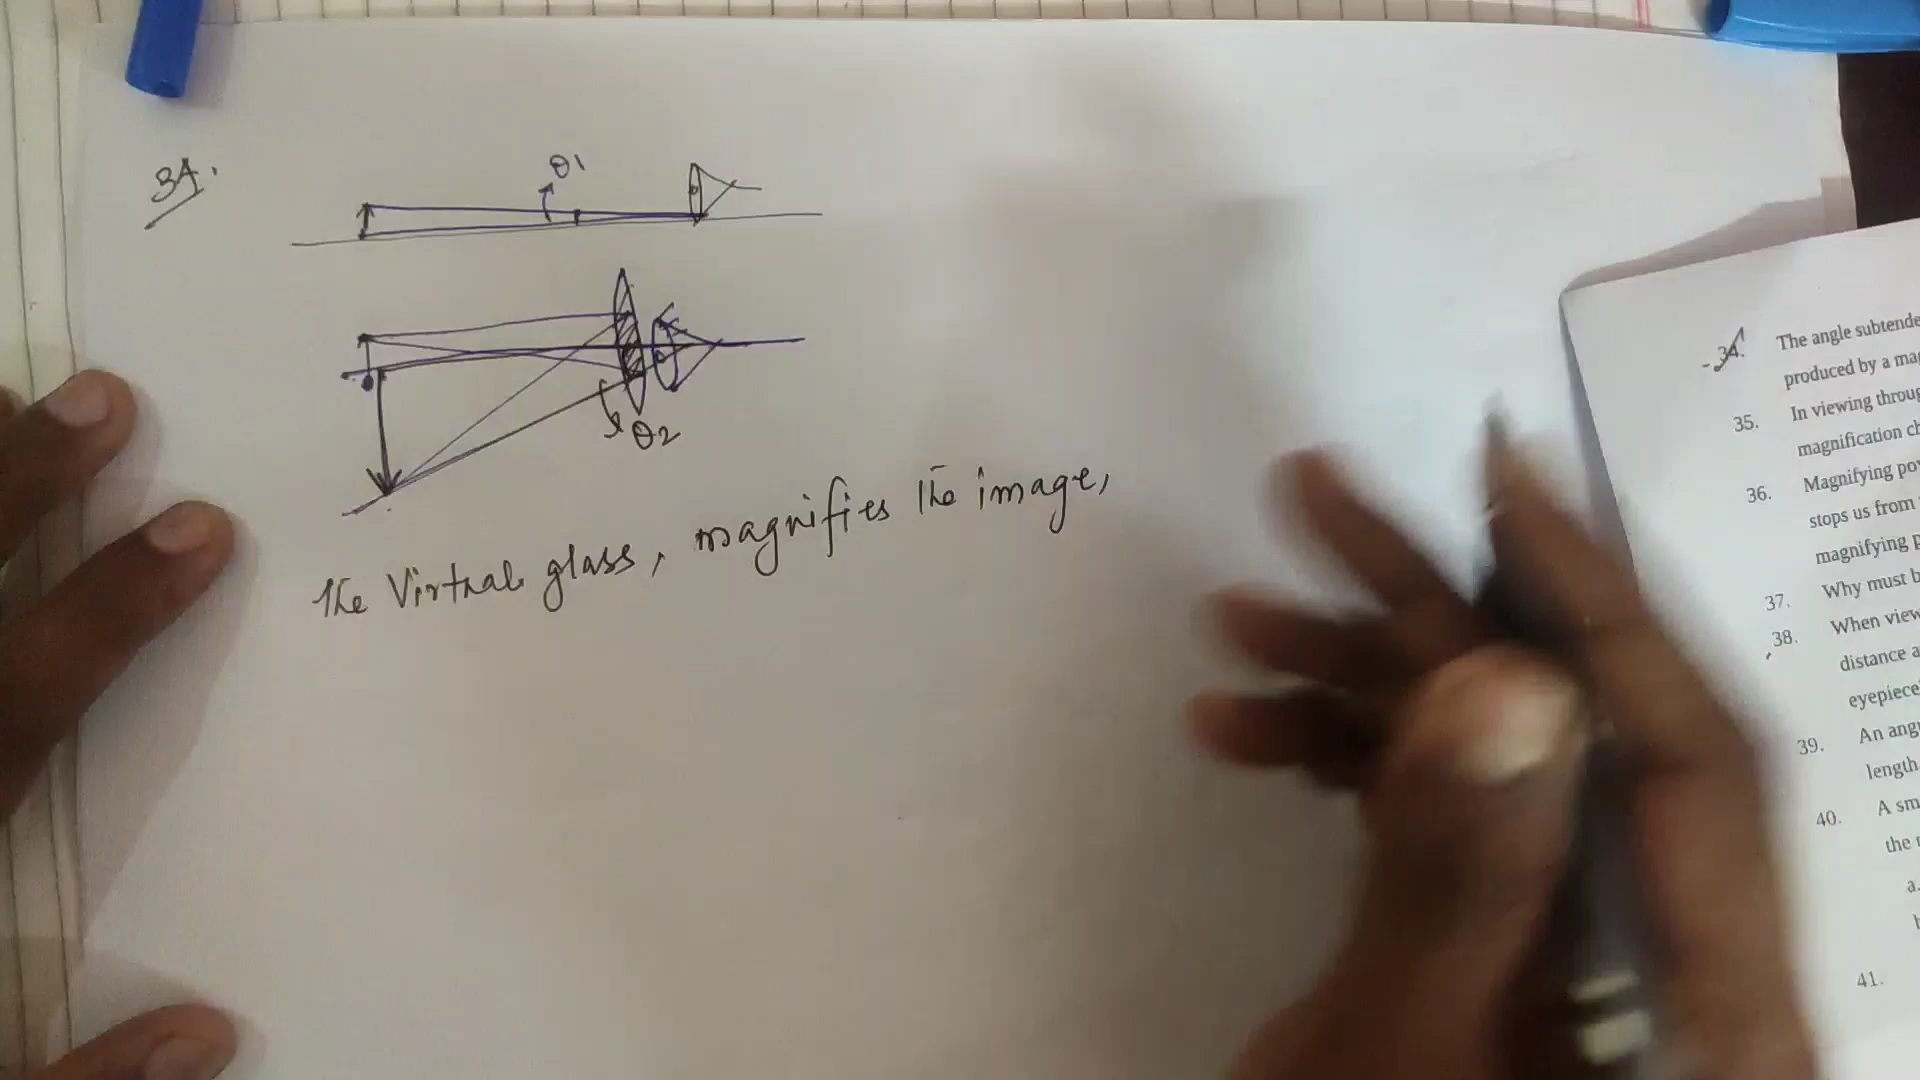 34.
θ1
θ2
The Virtual glass, magnifies the image,
34. The angle subtende
produced by a ma
35. In viewing throug
magnification ch
36. Magnifying pow
stops us from
magnifying p
37. Why must b
38. When view
distance a
eyepiece
39. An ang
length
40. A sm
the
a.
41.